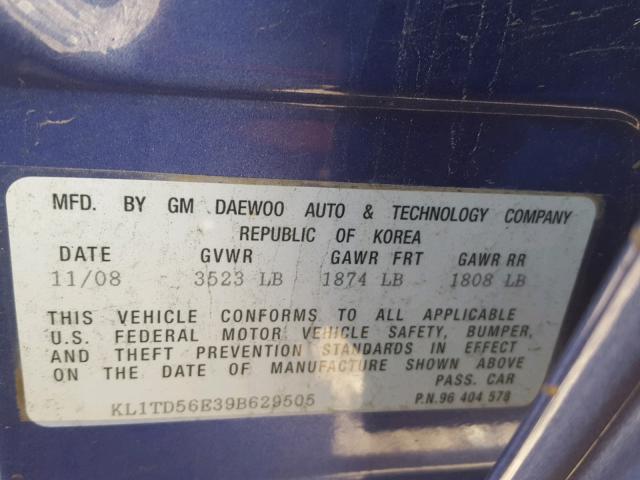 MFD. BY GM DAEWOO AUTO & TECHNOLOGY COMPANY
REPUBLIC OF KOREA
DATE GVWR GAWR FRT GAWR RR
11/08 3523 LB 1874 LB 1808 LB
THIS VEHICLE CONFORMS TO ALL APPLICABLE
U.S. FEDERAL MOTOR VEHICLE SAFETY, BUMPER,
AND THEFT PREVENTION STANDARDS IN EFFECT
ON THE DATE OF MANUFACTURE SHOWN ABOVE
PASS. CAR
KL1TD56E39B629505 P.N.96 404 578